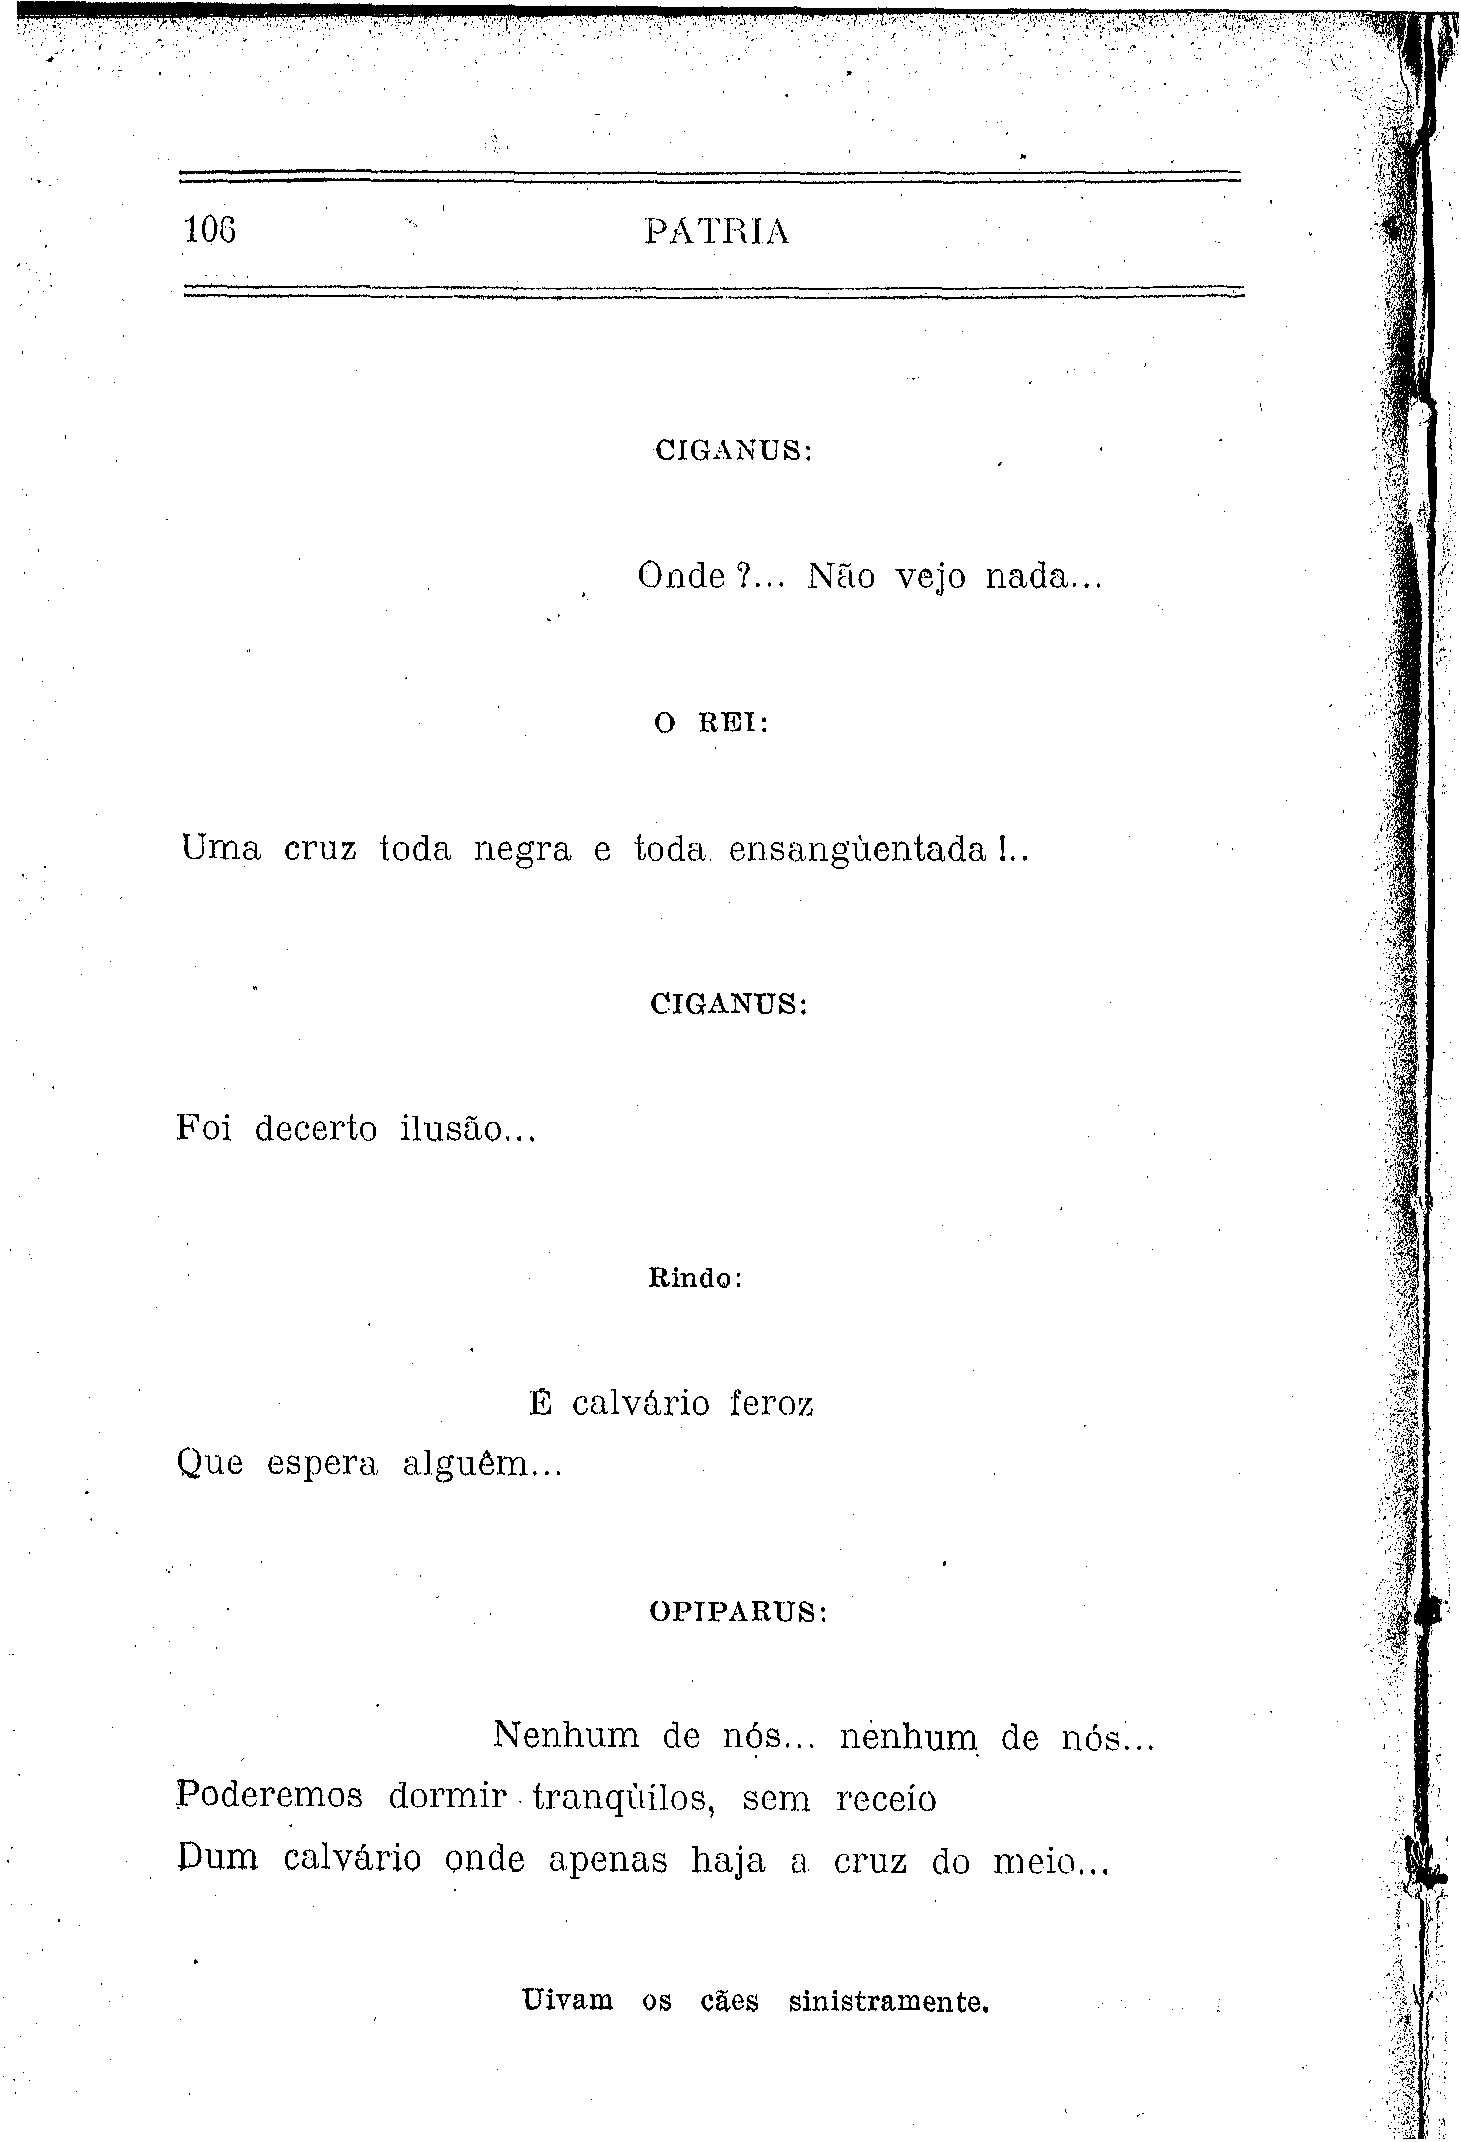 106
PATRIA
CIGANUS:
Onde?... Não vejo nada...
O REI:
Uma cruz toda negra e toda ensangùentada!..
CIGANUS:
Foi decerto ilusão...
Rindo:
É calvário feroz
Que espera alguêm...
OPIPARUS:
Nenhum de nós... nenhum de nós...
Poderemos dormir tranqùilos, sem receio
Dum calvário onde apenas haja a cruz do meio...
Uivam os cães sinistramente.